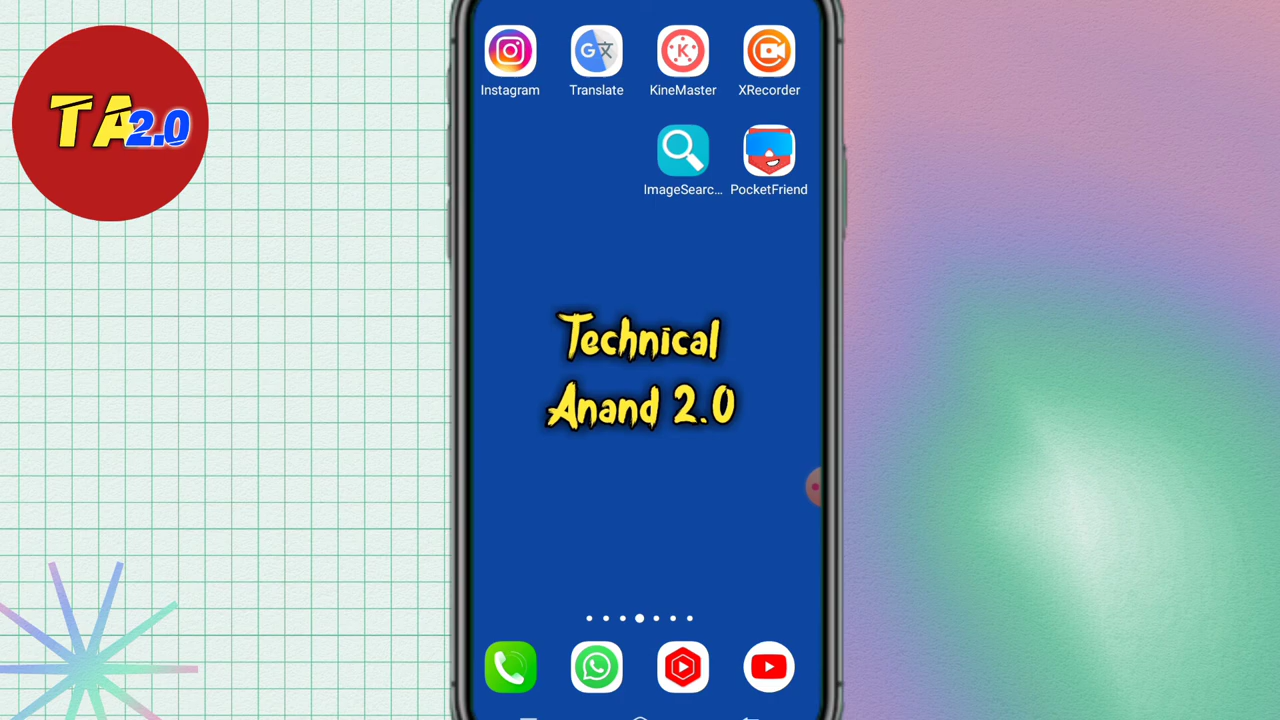 TA2.0
Instagram
Translate
KineMaster
XRecorder
ImageSearc...
PocketFriend
Technical
Anand 2.0